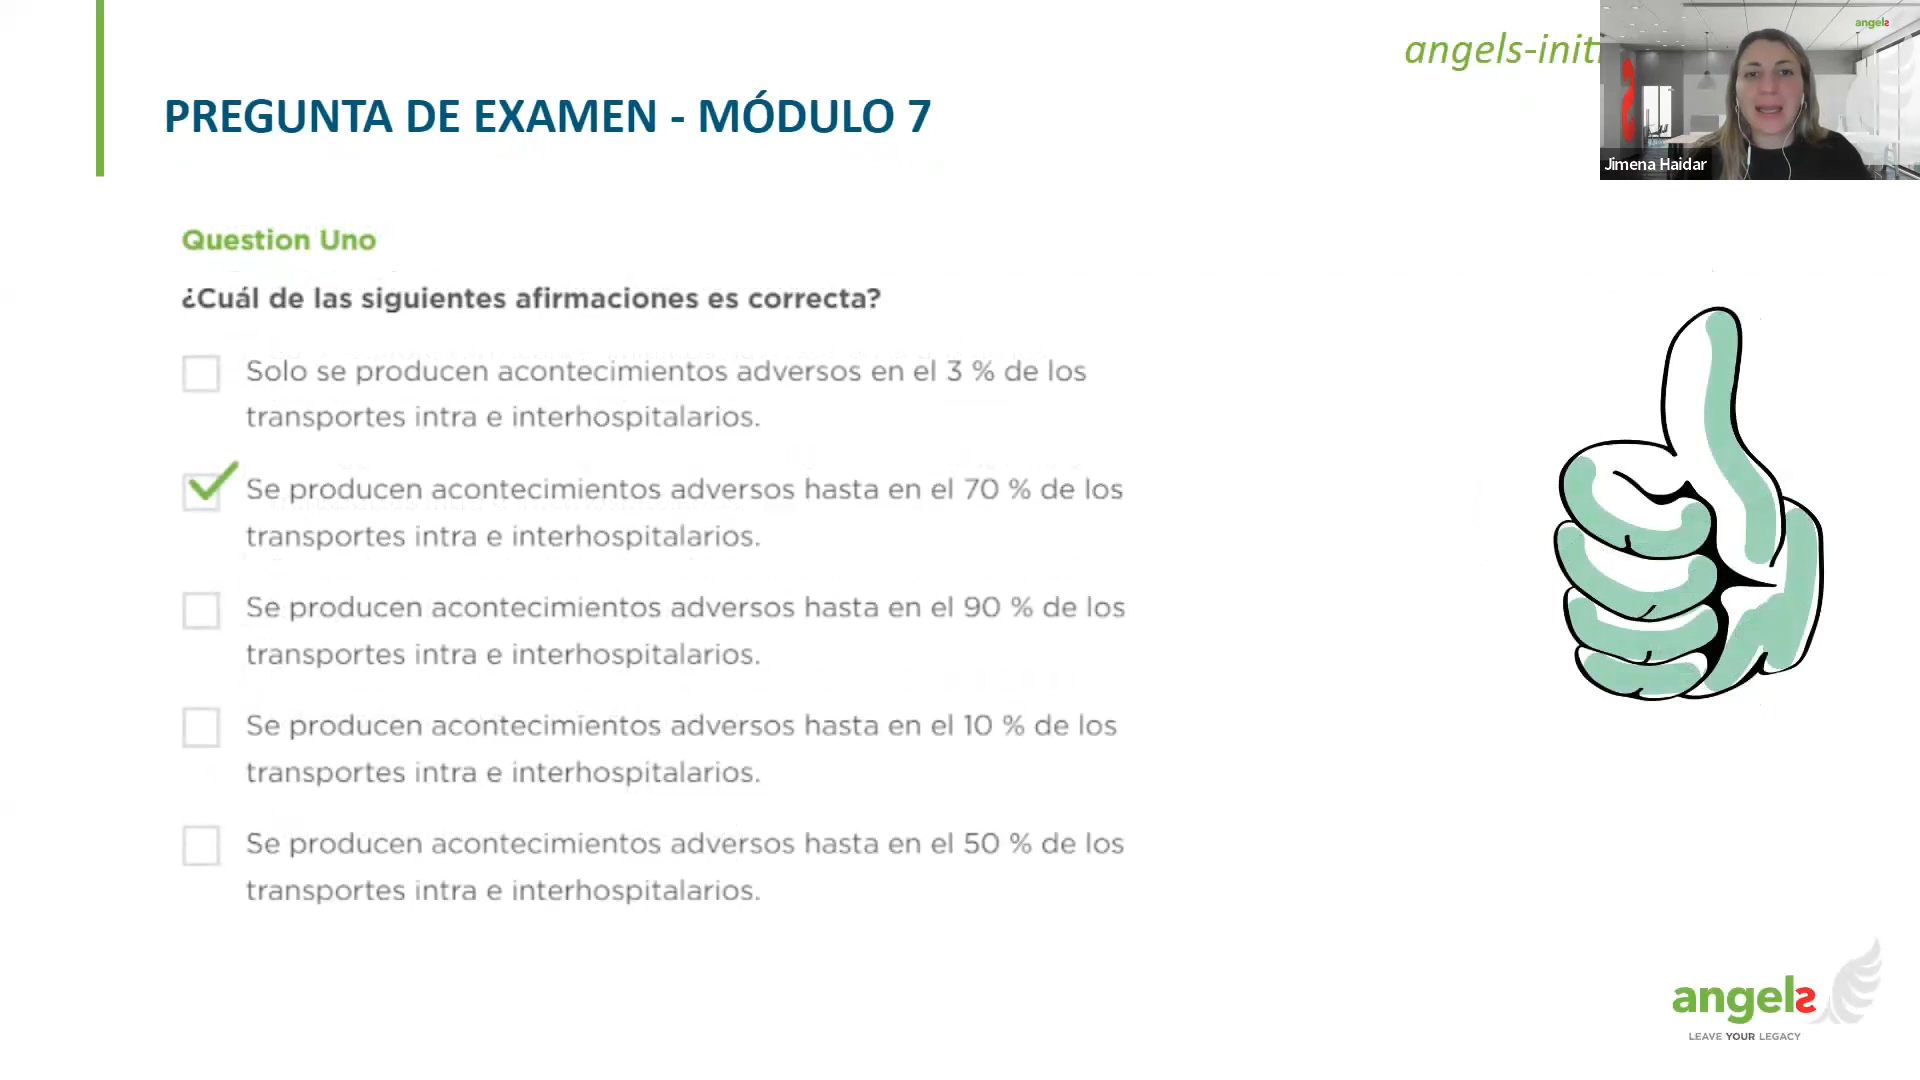 angels-initi
angels
PREGUNTA DE EXAMEN - MÓDULO 7
Jimena Haidar
Question Uno
¿Cuál de las siguientes afirmaciones es correcta?
Solo se producen acontecimientos adversos en el 3 % de los
transportes intra e interhospitalarios.
Se producen acontecimientos adversos hasta en el 70 % de los
transportes intra e interhospitalarios.
Se producen acontecimientos adversos hasta en el 90 % de los
transportes intra e interhospitalarios.
Se producen acontecimientos adversos hasta en el 10 % de los
transportes intra e interhospitalarios.
Se producen acontecimientos adversos hasta en el 50 % de los
transportes intra e interhospitalarios.
angels
LEAVE YOUR LEGACY